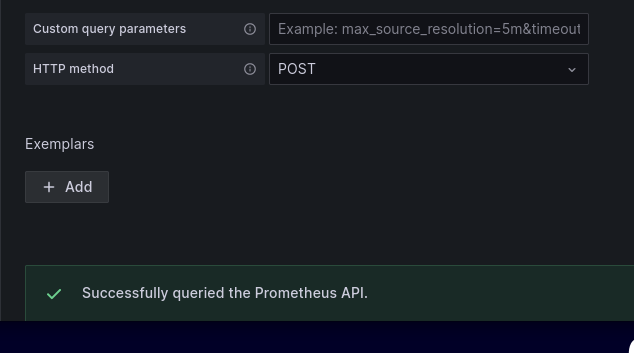 Custom query parameters
Example: max_source_resolution=5m&timeout
HTTP method
POST
Exemplars
Add
Successfully queried the Prometheus API.